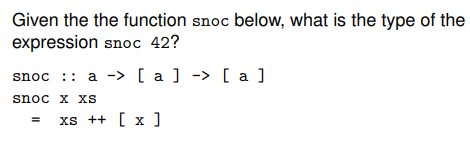 Given the the function snoc below, what is the type of the
expression snoc 42?
snoc :: a -> [ a ] -> [ a ]
snoc x xs
= xs ++ [ x ]